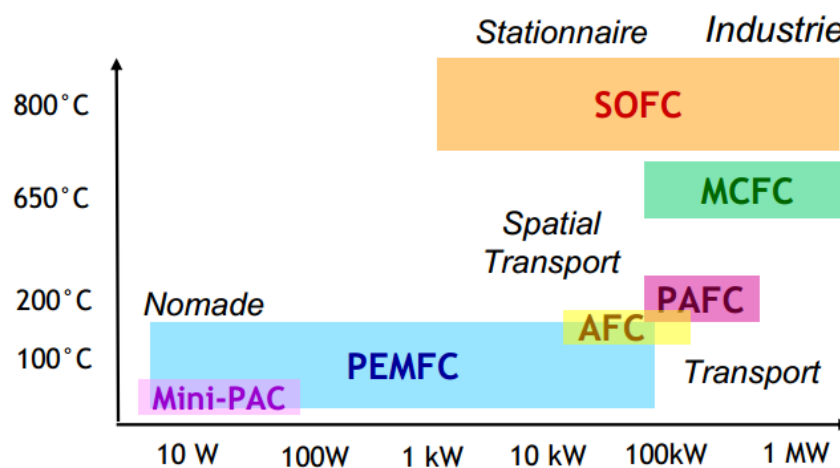 Stationnaire Industrie
800°C
SOFC
650°C
MCFC
Spatial
Transport
200°C
Nomade
PAFC
AFC
100°C
PEMFC
Transport
Mini-PAC
10 W 100W 1 kW 10 kW 100kW 1 MW